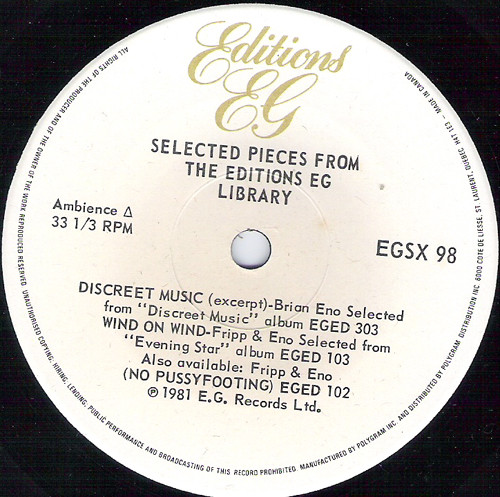 Editions
EG
SELECTED PIECES FROM
THE EDITIONS EG
LIBRARY
Ambience Δ
33 1/3 RPM
EGSX 98
DISCREET MUSIC (excerpt)-Brian Eno Selected
from "Discreet Music" album EGED 303
WIND ON WIND-Fripp & Eno Selected from
"Evening Star" album EGED 103
Also available: Fripp & Eno
(NO PUSSYFOOTING) EGED 102
℗ 1981 E.G. Records Ltd.
ALL RIGHTS OF THE PRODUCER AND OF THE OWNER OF THE WORK REPRODUCED RESERVED. UNAUTHORISED COPYING, HIRING, LENDING, PUBLIC PERFORMANCE AND BROADCASTING OF THIS RECORD PROHIBITED. MANUFACTURED BY POLYGRAM INC. AND DISTRIBUTED BY POLYGRAM DISTRIBUTION INC 6000 COTE DE LIESSE, ST. LAURENT, QUEBEC, H4T 1E3 - MADE IN CANADA